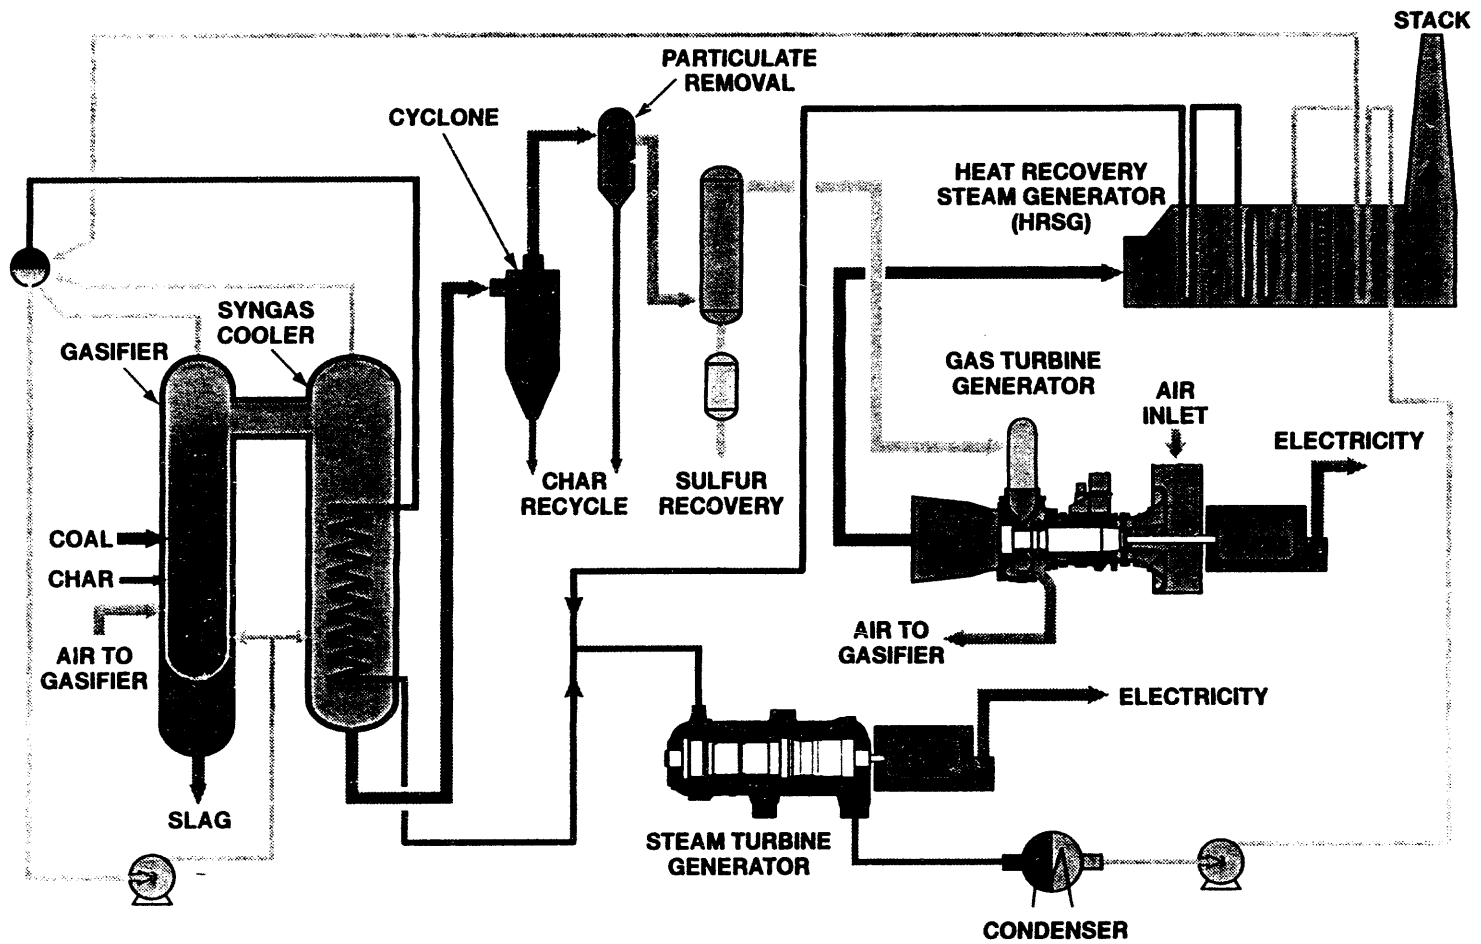 STACK
PARTICULATE
REMOVAL
CYCLONE
HEAT RECOVERY
STEAM GENERATOR
(HRSG)
SYNGAS
COOLER
GASIFIER
GAS TURBINE
GENERATOR
AIR
INLET
ELECTRICITY
CHAR
RECYCLE
SULFUR
RECOVERY
COAL
CHAR
AIR TO
GASIFIER
AIR TO
GASIFIER
ELECTRICITY
SLAG
STEAM TURBINE
GENERATOR
CONDENSER